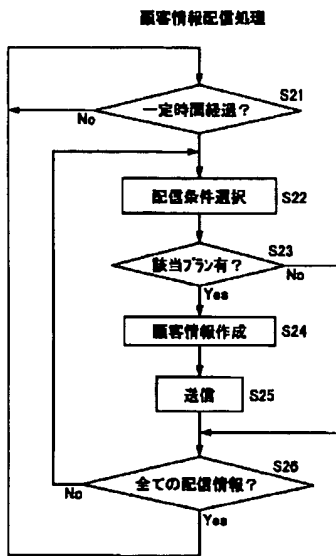 顧客情報配信処理
S21
一定時間経過?
No
配信条件選択
S22
S23
該当プラン有?
No
Yes
顧客情報作成
S24
送信
S25
S26
全ての配信情報?
No
Yes